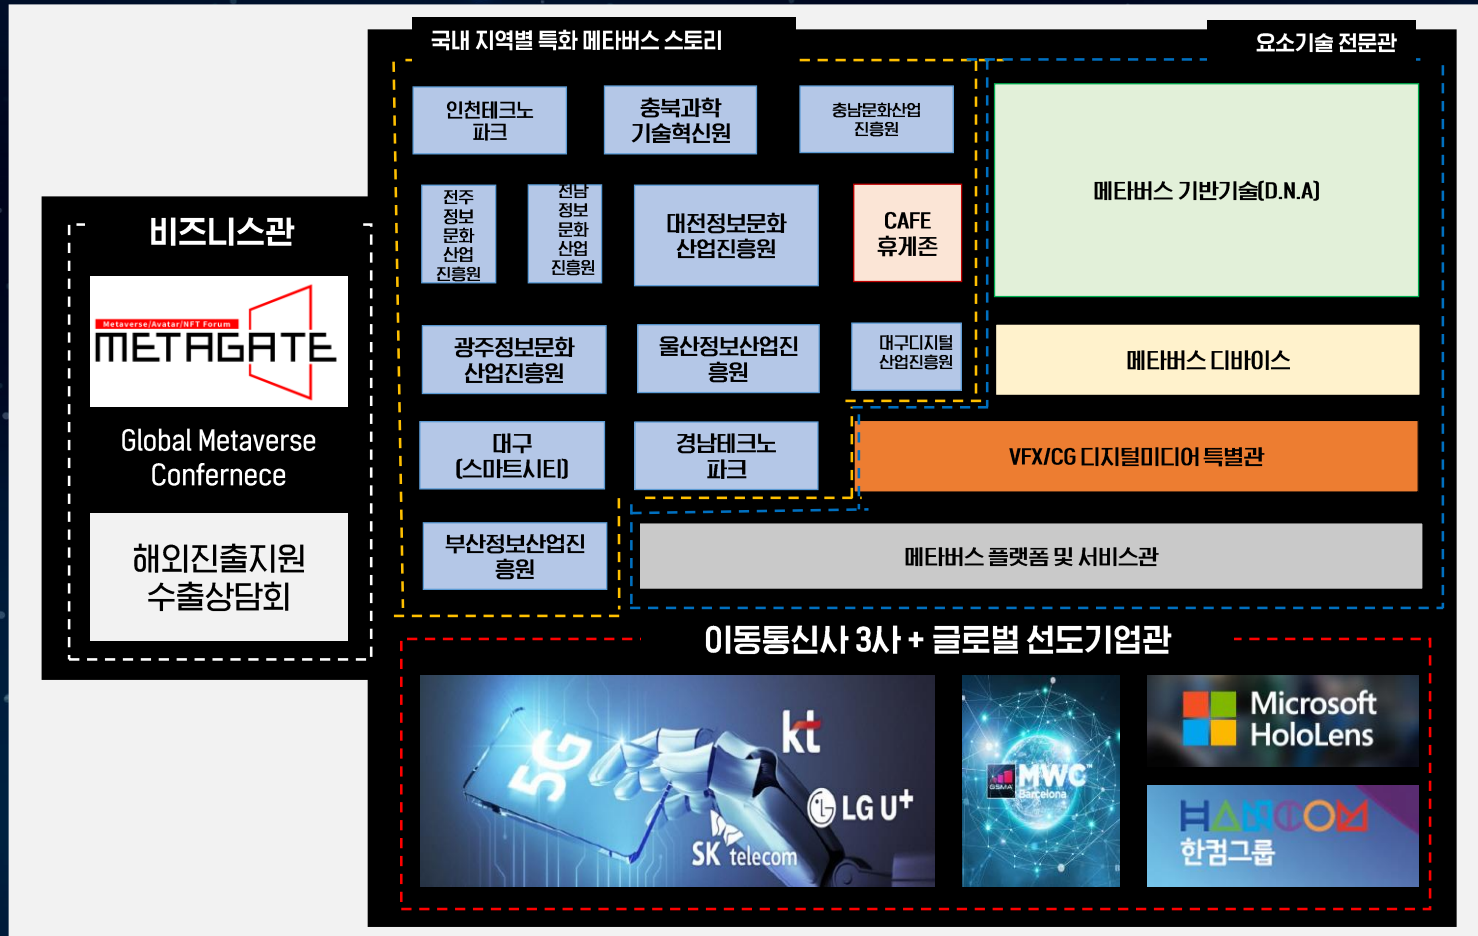 국내 지역별 특화 메타버스 스토리
요소기술 전문관
인천테크노
파크
충북과학
기술혁신원
충남문화산업
진흥원
전주
정보
문화
산업
진흥원
전남
정보
문화
산업
진흥원
대전정보문화
산업진흥원
CAFE
휴게존
메타버스 기반기술(D.N.A)
비즈니스관
Metaverse/Avatar/NFT Forum
METAGATE
Global Metaverse
Confernece
해외진출지원
수출상담회
광주정보문화
산업진흥원
울산정보산업진
흥원
대구디지털
산업진흥원
메타버스 디바이스
대구
(스마트시티)
경남테크노
파크
VFX/CG 디지털미디어 특별관
부산정보산업진
흥원
메타버스 플랫폼 및 서비스관
이동통신사 3사 + 글로벌 선도기업관
5G
kt
LG U+
SK telecom
GSMA
MWC™
Barcelona
Microsoft
HoloLens
HANCOM
한컴그룹